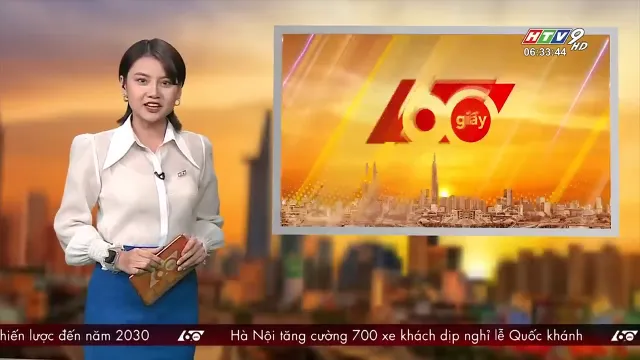 HTV9
HD
06:33:44
60
giây
hiến lược đến năm 2030 60 Hà Nội tăng cường 700 xe khách dịp nghỉ lễ Quốc khánh